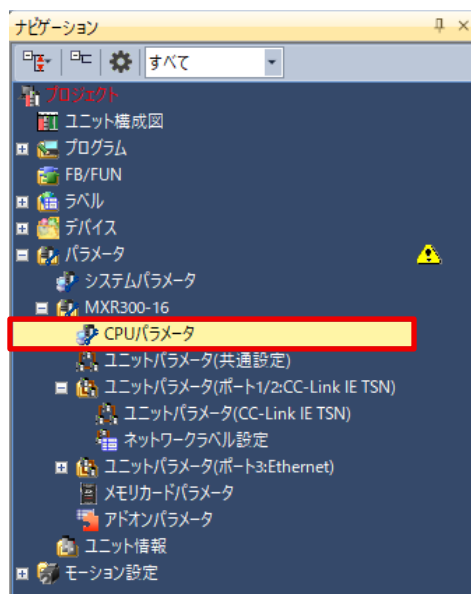 ナビゲーション
すべて
プロジェクト
ユニット構成図
プログラム
FB/FUN
ラベル
デバイス
パラメータ
システムパラメータ
MXR300-16
CPUパラメータ
ユニットパラメータ(共通設定)
ユニットパラメータ(ポート1/2:CC-Link IE TSN)
ユニットパラメータ(CC-Link IE TSN)
ネットワークラベル設定
ユニットパラメータ(ポート3:Ethernet)
メモリカードパラメータ
アドオンパラメータ
ユニット情報
モーション設定